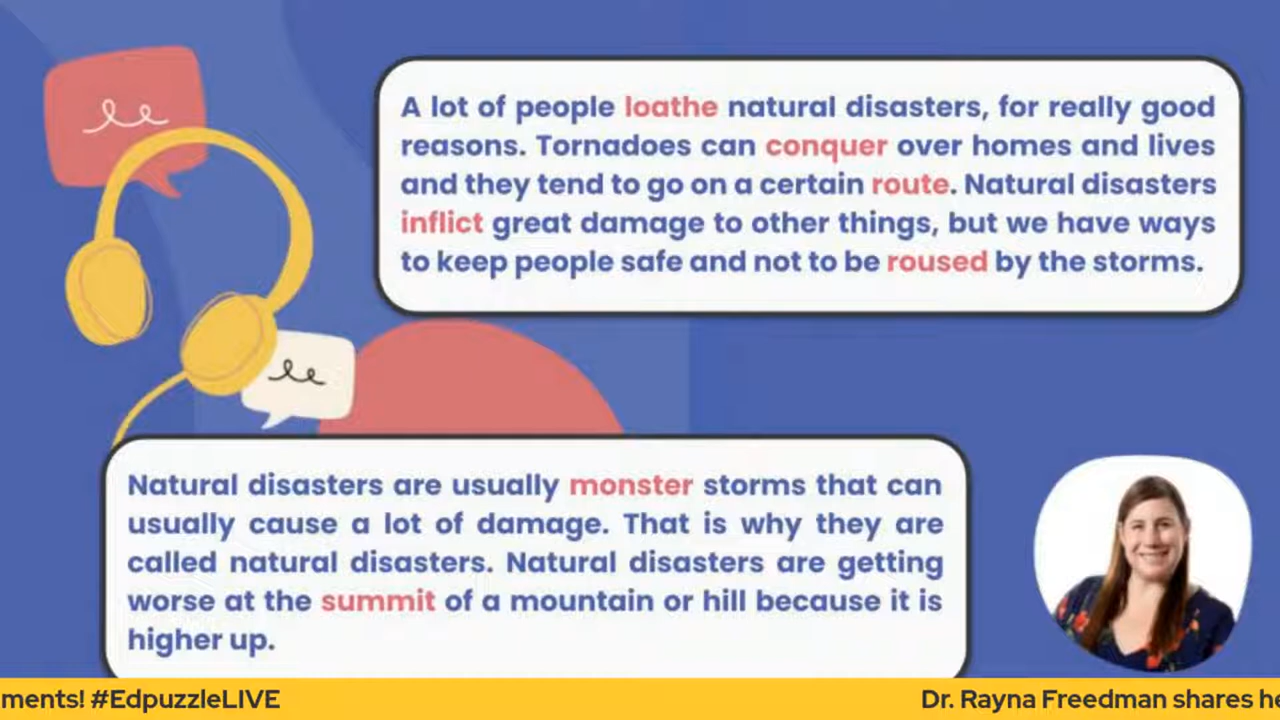 A lot of people loathe natural disasters, for really good
reasons. Tornadoes can conquer over homes and lives
and they tend to go on a certain route. Natural disasters
inflict great damage to other things, but we have ways
to keep people safe and not to be roused by the storms.
Natural disasters are usually monster storms that can
usually cause a lot of damage. That is why they are
called natural disasters. Natural disasters are getting
worse at the summit of a mountain or hill because it is
higher up.
ments! #EdpuzzleLIVE
Dr. Rayna Freedman shares he